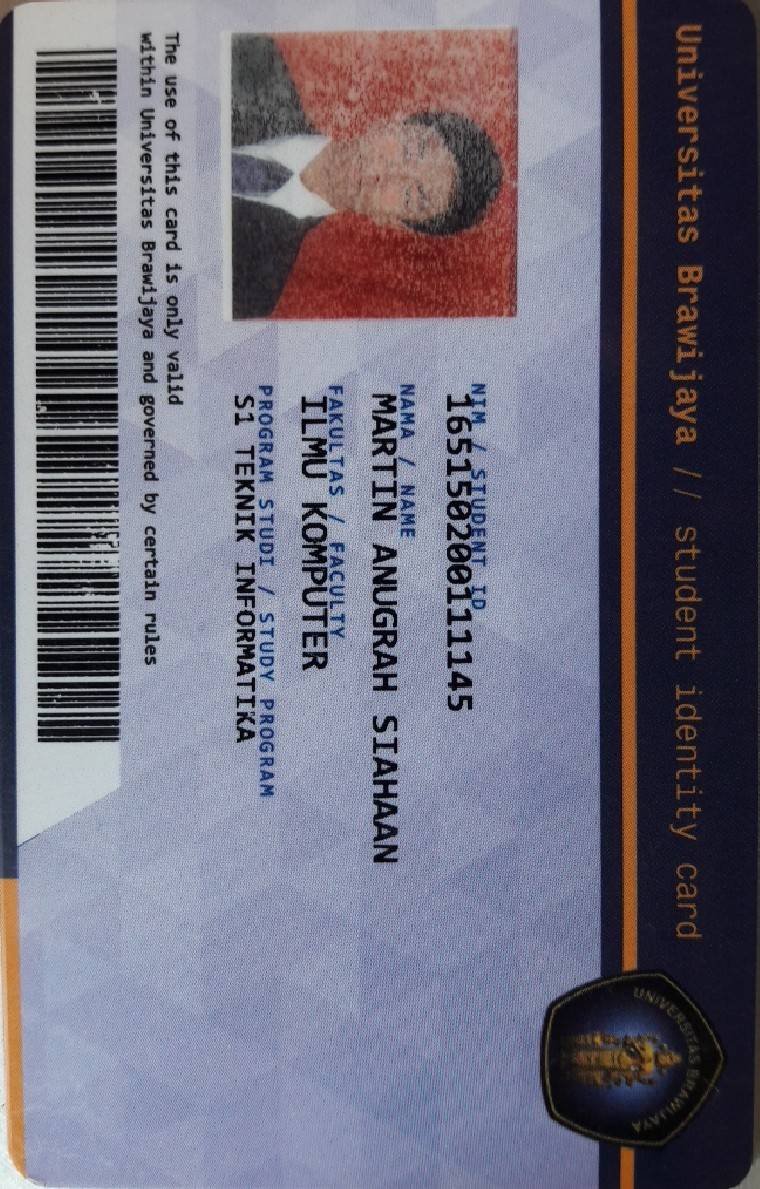 Universitas Brawijaya // student identity card
UNIVERSITAS BRAWIJAYA
NIM / STUDENT ID
165150200111145
NAMA / NAME
MARTIN ANUGRAH SIAHAAN
FAKULTAS / FACULTY
ILMU KOMPUTER
PROGRAM STUDI / STUDY PROGRAM
S1 TEKNIK INFORMATIKA
The use of this card is only valid
within Universitas Brawijaya and governed by certain rules